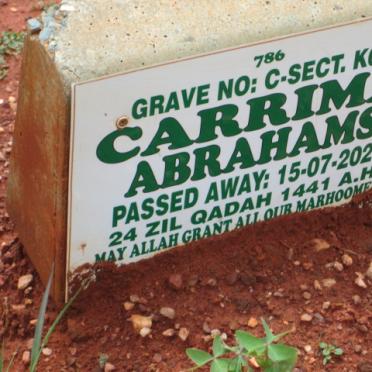 786
GRAVE NO: C-SECT.
CARRIM
ABRAHAMS
PASSED AWAY: 15-07-202
24 ZIL QADAH 1441 A.H
MAY ALLAH GRANT ALL OUR MARHOOME